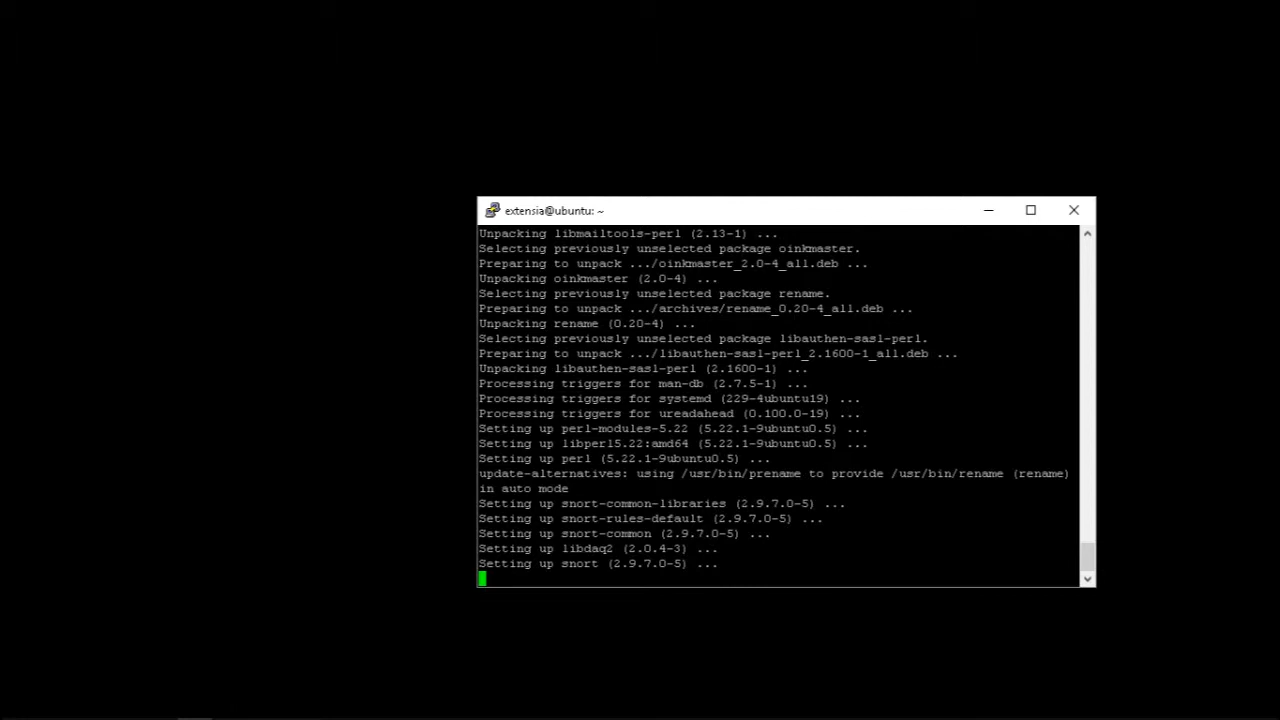 extensia@ubuntu: ~
Unpacking libmailtools-perl (2.13-1) ...
Selecting previously unselected package oinkmaster.
Preparing to unpack .../oinkmaster_2.0-4_all.deb ...
Unpacking oinkmaster (2.0-4) ...
Selecting previously unselected package rename.
Preparing to unpack .../archives/rename_0.20-4_all.deb ...
Unpacking rename (0.20-4) ...
Selecting previously unselected package libauthen-sasl-perl.
Preparing to unpack .../libauthen-sasl-perl_2.1600-1_all.deb ...
Unpacking libauthen-sasl-perl (2.1600-1) ...
Processing triggers for man-db (2.7.5-1) ...
Processing triggers for systemd (229-4ubuntu19) ...
Processing triggers for ureadahead (0.100.0-19) ...
Setting up perl-modules-5.22 (5.22.1-9ubuntu0.5) ...
Setting up libperl5.22:amd64 (5.22.1-9ubuntu0.5) ...
Setting up perl (5.22.1-9ubuntu0.5) ...
update-alternatives: using /usr/bin/prename to provide /usr/bin/rename (rename)
in auto mode
Setting up snort-common-libraries (2.9.7.0-5) ...
Setting up snort-rules-default (2.9.7.0-5) ...
Setting up snort-common (2.9.7.0-5) ...
Setting up libdaq2 (2.0.4-3) ...
Setting up snort (2.9.7.0-5) ...